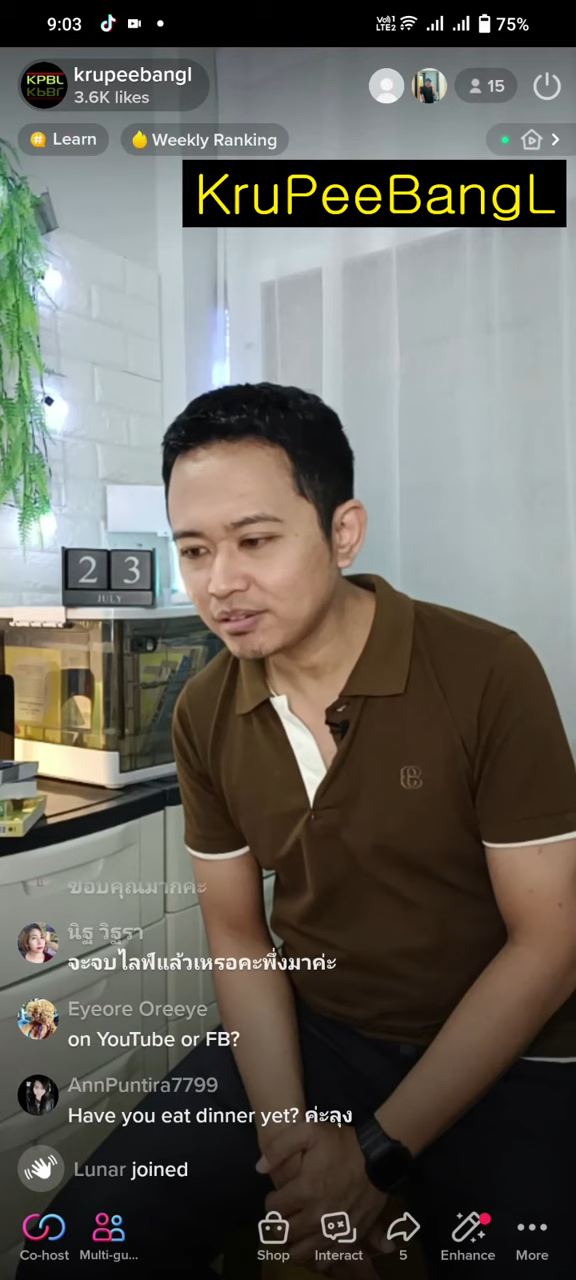 9:03
Vo))1
LTE2
75%
KPBL
krupeebangl
3.6K likes
15
Learn
Weekly Ranking
KruPeeBangL
23
JULY
ขอบคุณมากคะ
นิฐ วิฐรา
จะจบไลฟ์แล้วเหรอคะพึ่งมาค่ะ
Eyeore Oreeye
on YouTube or FB?
AnnPuntira7799
Have you eat dinner yet? ค่ะลุง
Lunar joined
Co-host
Multi-gu...
Shop
Interact
5
Enhance
More